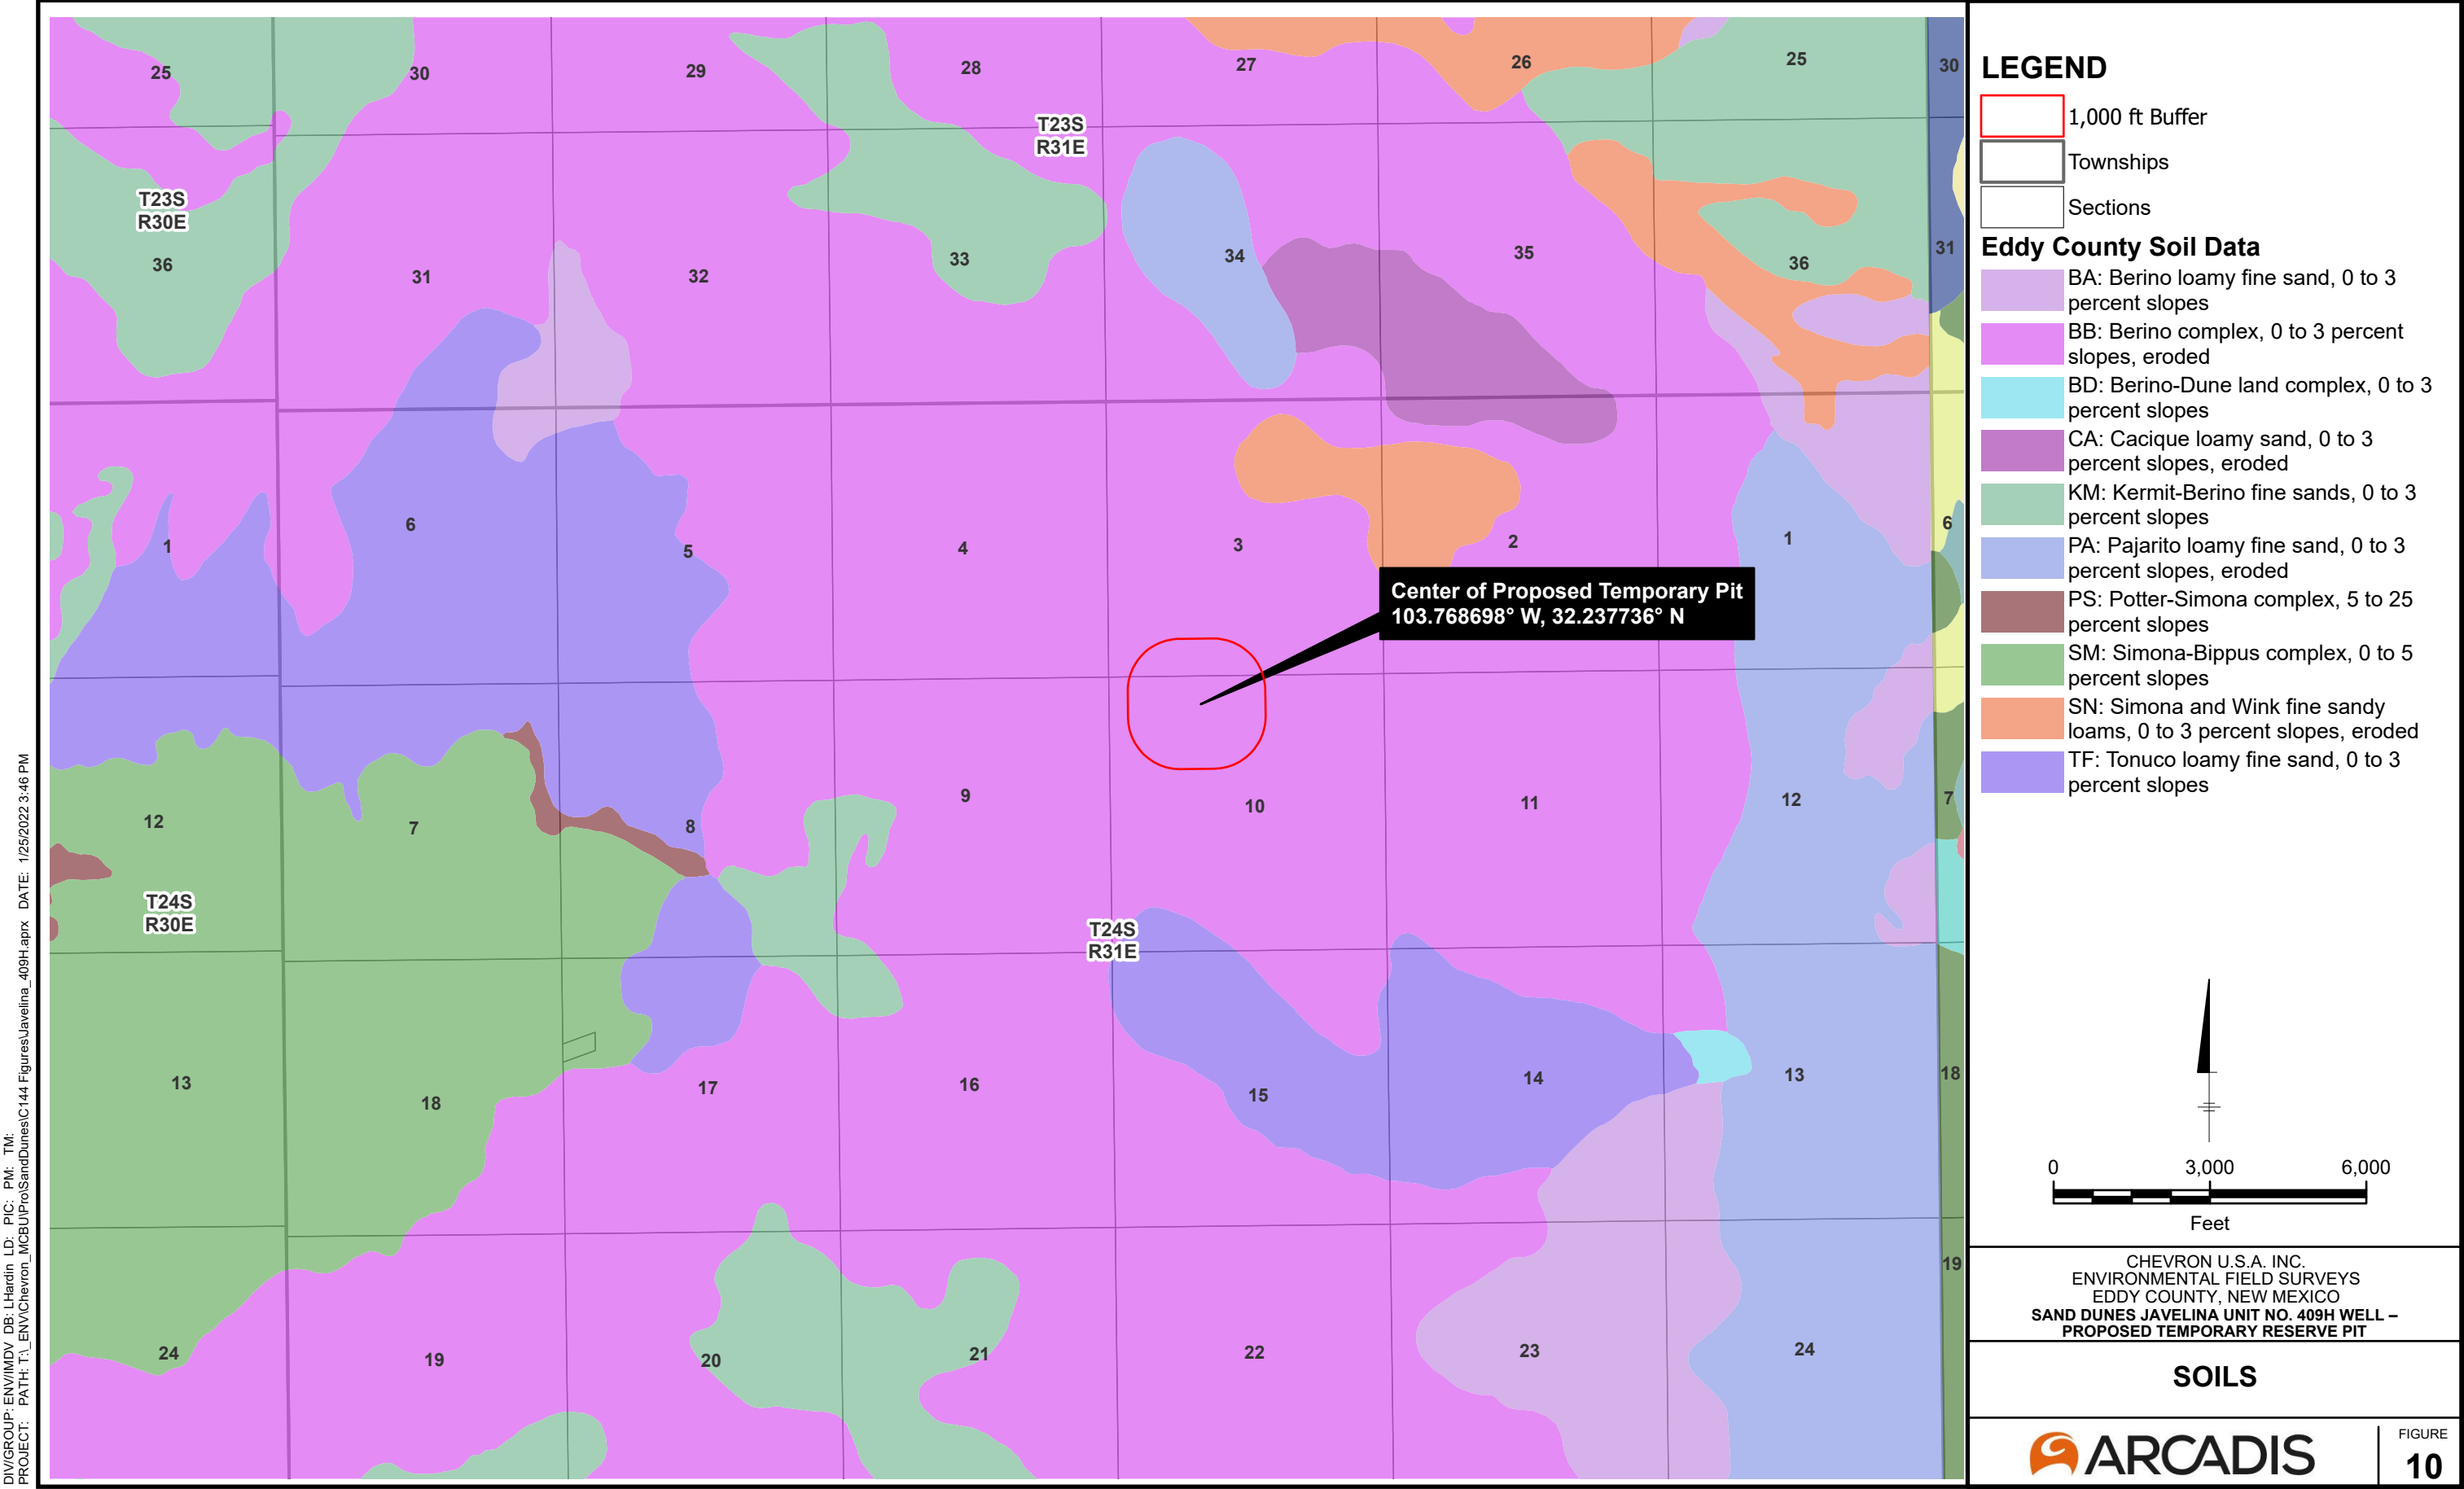 25
30
29
28
27
26
25
30
T23S
R31E
T23S
R30E
36
31
32
33
34
35
36
31
1
6
5
4
3
2
1
6
Center of Proposed Temporary Pit
103.768698° W, 32.237736° N
12
7
8
9
10
11
12
7
T24S
R30E
T24S
R31E
13
18
17
16
15
14
13
18
24
19
20
21
22
23
24
19
LEGEND
1,000 ft Buffer
Townships
Sections
Eddy County Soil Data
BA: Berino loamy fine sand, 0 to 3
percent slopes
BB: Berino complex, 0 to 3 percent
slopes, eroded
BD: Berino-Dune land complex, 0 to 3
percent slopes
CA: Cacique loamy sand, 0 to 3
percent slopes, eroded
KM: Kermit-Berino fine sands, 0 to 3
percent slopes
PA: Pajarito loamy fine sand, 0 to 3
percent slopes, eroded
PS: Potter-Simona complex, 5 to 25
percent slopes
SM: Simona-Bippus complex, 0 to 5
percent slopes
SN: Simona and Wink fine sandy
loams, 0 to 3 percent slopes, eroded
TF: Tonuco loamy fine sand, 0 to 3
percent slopes
0 3,000 6,000
Feet
CHEVRON U.S.A. INC.
ENVIRONMENTAL FIELD SURVEYS
EDDY COUNTY, NEW MEXICO
SAND DUNES JAVELINA UNIT NO. 409H WELL –
PROPOSED TEMPORARY RESERVE PIT
SOILS
ARCADIS
FIGURE
10
DIV/GROUP: ENV/IMDV DB: LHardin LD: PIC: PM: TM:
PROJECT: PATH: T:\_ENV\Chevron_MCBU\Pro\SandDunes\C144 Figures\Javelina_409H.aprx DATE: 1/25/2022 3:46 PM